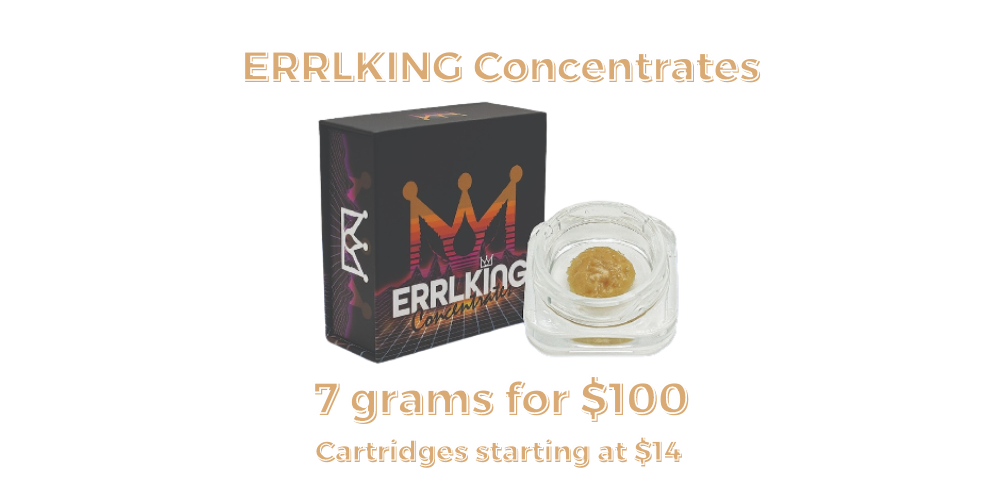 ERRLKING Concentrates
ERRLKING
Concentrates
7 grams for $100
Cartridges starting at $14